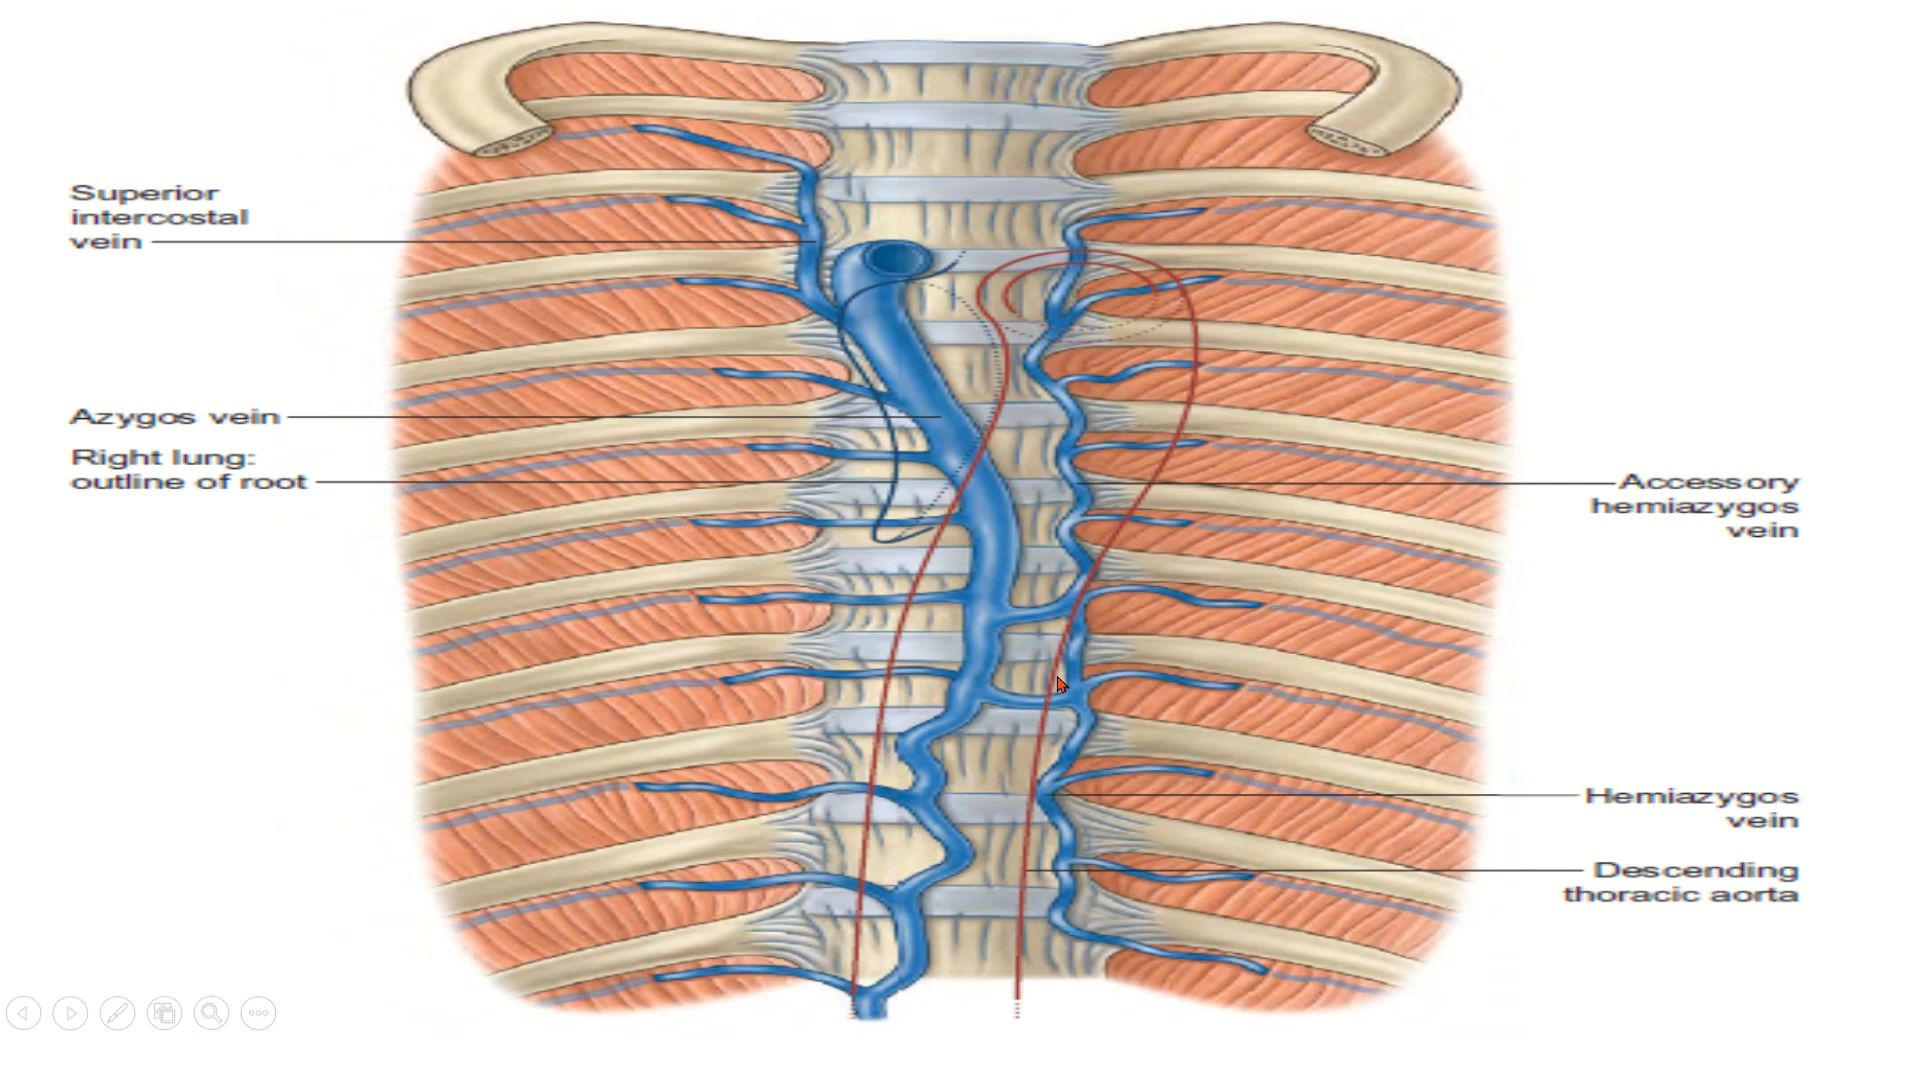 Superior
intercostal
vein
Azygos vein
Right lung:
outline of root
Accessory
hemiazygos
vein
Hemiazygos
vein
Descending
thoracic aorta